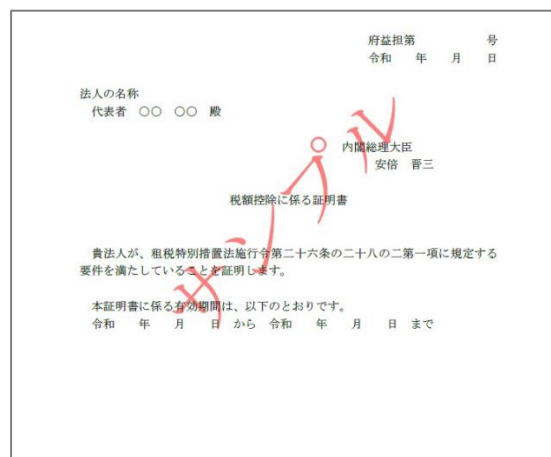 府益担第　　　　　号
令和　　年　　月　　日
法人の名称
代表者　〇〇　〇〇　殿
内閣総理大臣
安倍　晋三
税額控除に係る証明書
貴法人が、租税特別措置法施行令第二十六条の二十八の二第一項に規定する
要件を満たしていることを証明します。
本証明書に係る有効期間は、以下のとおりです。
令和　　年　　月　　日　から　令和　　年　　月　　日　まで
サンプル